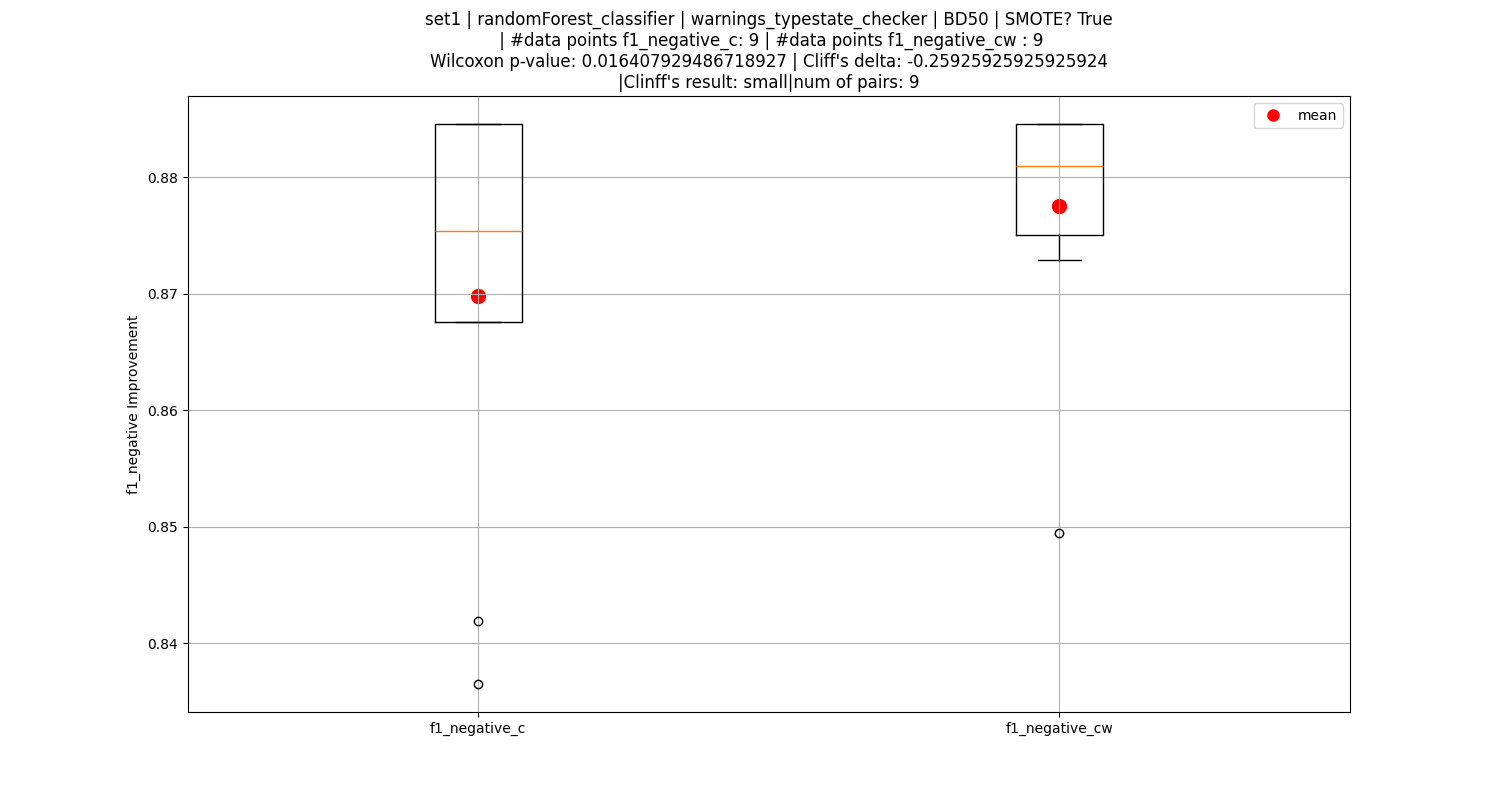 set1 | randomForest_classifier | warnings_typestate_checker | BD50 | SMOTE? True
| #data points f1_negative_c: 9 | #data points f1_negative_cw : 9
Wilcoxon p-value: 0.016407929486718927 | Cliff's delta: -0.25925925925925924
|Clinff's result: small|num of pairs: 9
mean
f1_negative Improvement
0.88
0.87
0.86
0.85
0.84
f1_negative_c
f1_negative_cw